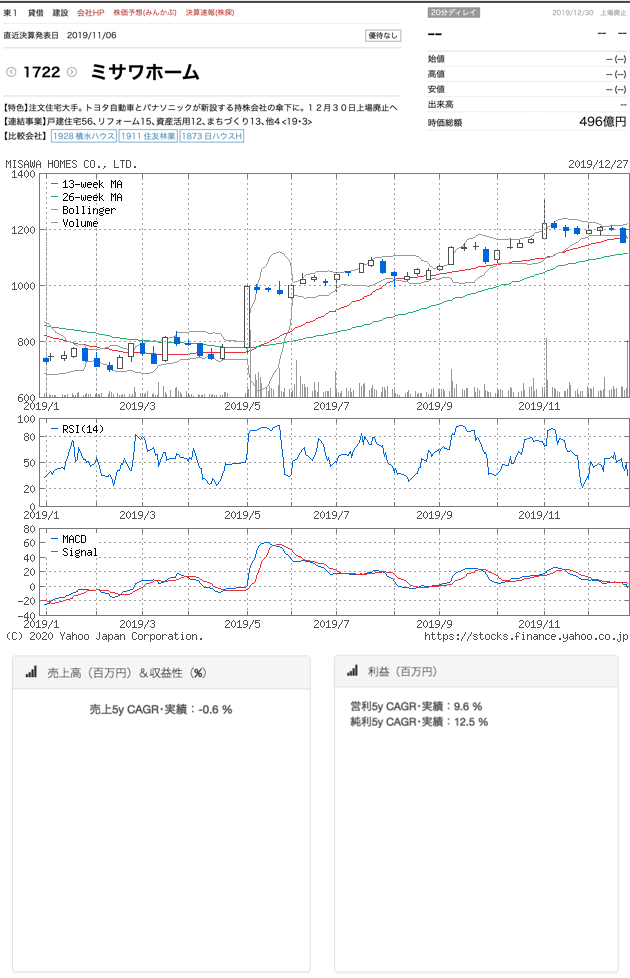 東1 貸借 建設 会社HP 株価予想(みんかぶ) 決算速報(株探)
直近決算発表日 2019/11/06 優待なし
1722 ミサワホーム
【特色】注文住宅大手。トヨタ自動車とパナソニックが新設する持株会社の傘下に。12月30日上場廃止へ
【連結事業】戸建住宅56、リフォーム15、資産活用12、まちづくり13、他4 <19・3>
【比較会社】 1928 積水ハウス 1911 住友林業 1873 日ハウスH
20分ディレイ 2019/12/30 上場廃止
-- -- --
始値 -- (--)
高値 -- (--)
安値 -- (--)
出来高 --
時価総額 496億円
MISAWA HOMES CO., LTD. 2019/12/27
13-week MA
26-week MA
Bollinger
Volume
1400
1200
1000
800
600
2019/1 2019/3 2019/5 2019/7 2019/9 2019/11
RSI(14)
100
80
50
20
0
2019/1 2019/3 2019/5 2019/7 2019/9 2019/11
MACD
Signal
80
60
40
20
0
-20
-40
2019/1 2019/3 2019/5 2019/7 2019/9 2019/11
(C) 2020 Yahoo Japan Corporation. https://stocks.finance.yahoo.co.jp
売上高（百万円）＆収益性（%）
売上5y CAGR・実績：-0.6 %
利益（百万円）
営利5y CAGR・実績：9.6 %
純利5y CAGR・実績：12.5 %